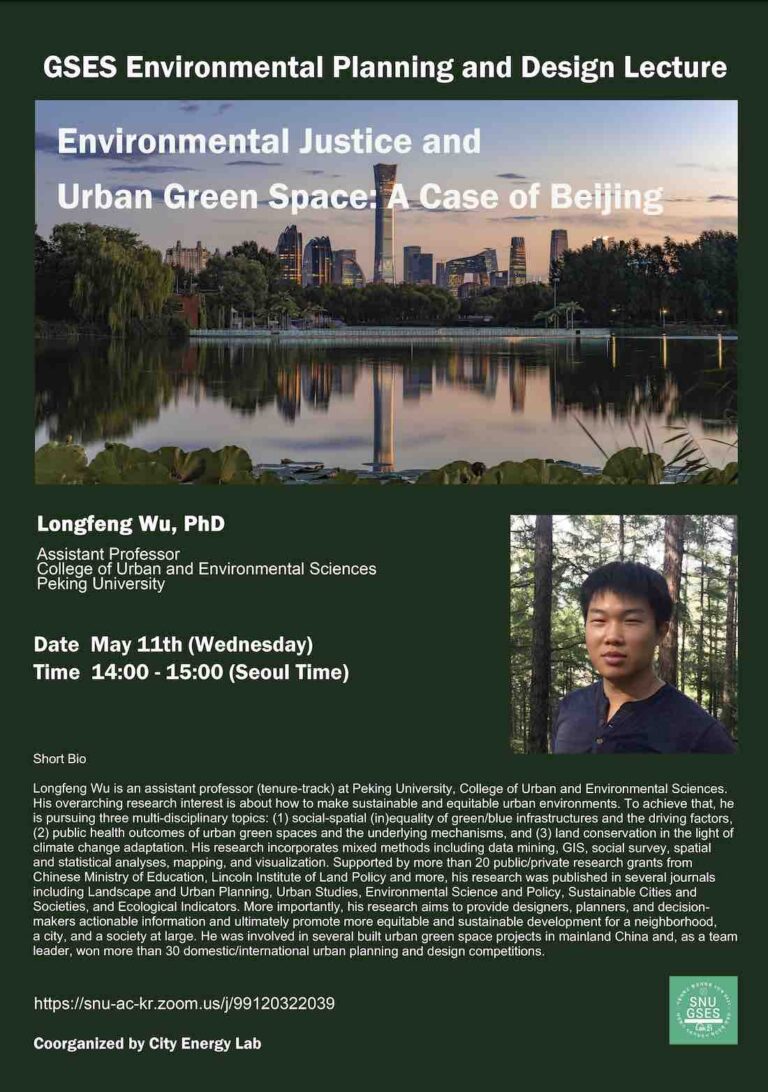 GSES Environmental Planning and Design Lecture
Environmental Justice and
Urban Green Space: A Case of Beijing
Longfeng Wu, PhD
Assistant Professor
College of Urban and Environmental Sciences
Peking University
Date May 11th (Wednesday)
Time 14:00 - 15:00 (Seoul Time)
Short Bio
Longfeng Wu is an assistant professor (tenure-track) at Peking University, College of Urban and Environmental Sciences.
His overarching research interest is about how to make sustainable and equitable urban environments. To achieve that, he
is pursuing three multi-disciplinary topics: (1) social-spatial (in)equality of green/blue infrastructures and the driving factors,
(2) public health outcomes of urban green spaces and the underlying mechanisms, and (3) land conservation in the light of
climate change adaptation. His research incorporates mixed methods including data mining, GIS, social survey, spatial
and statistical analyses, mapping, and visualization. Supported by more than 20 public/private research grants from
Chinese Ministry of Education, Lincoln Institute of Land Policy and more, his research was published in several journals
including Landscape and Urban Planning, Urban Studies, Environmental Science and Policy, Sustainable Cities and
Societies, and Ecological Indicators. More importantly, his research aims to provide designers, planners, and decision-
makers actionable information and ultimately promote more equitable and sustainable development for a neighborhood,
a city, and a society at large. He was involved in several built urban green space projects in mainland China and, as a team
leader, won more than 30 domestic/international urban planning and design competitions.
https://snu-ac-kr.zoom.us/j/99120322039
SNU
GSES
Coorganized by City Energy Lab